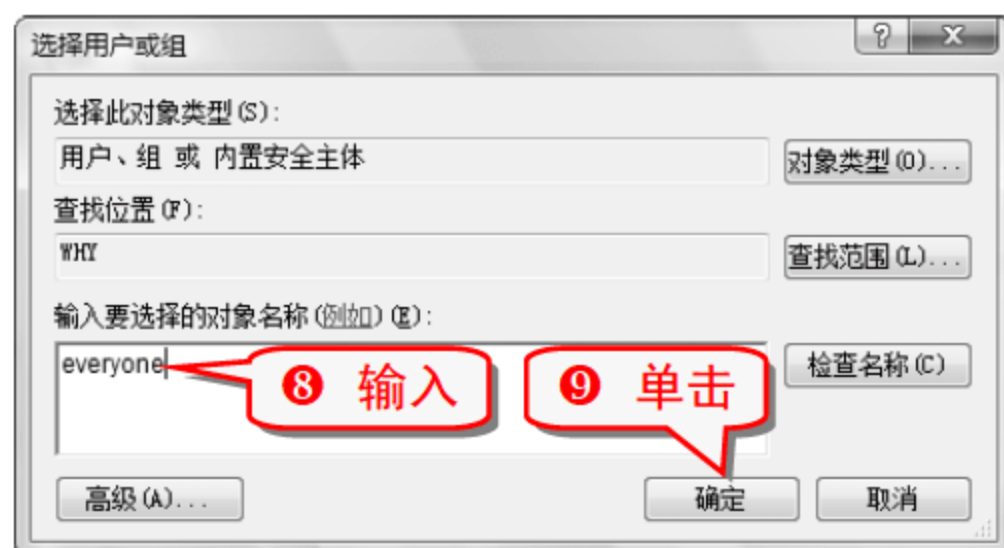 选择用户或组
选择此对象类型(S):
用户、组 或 内置安全主体
对象类型(O)...
查找位置(F):
WHY
查找范围(L)...
输入要选择的对象名称(例如)(E):
everyone
❽ 输入
❾ 单击
检查名称(C)
高级(A)...
确定
取消